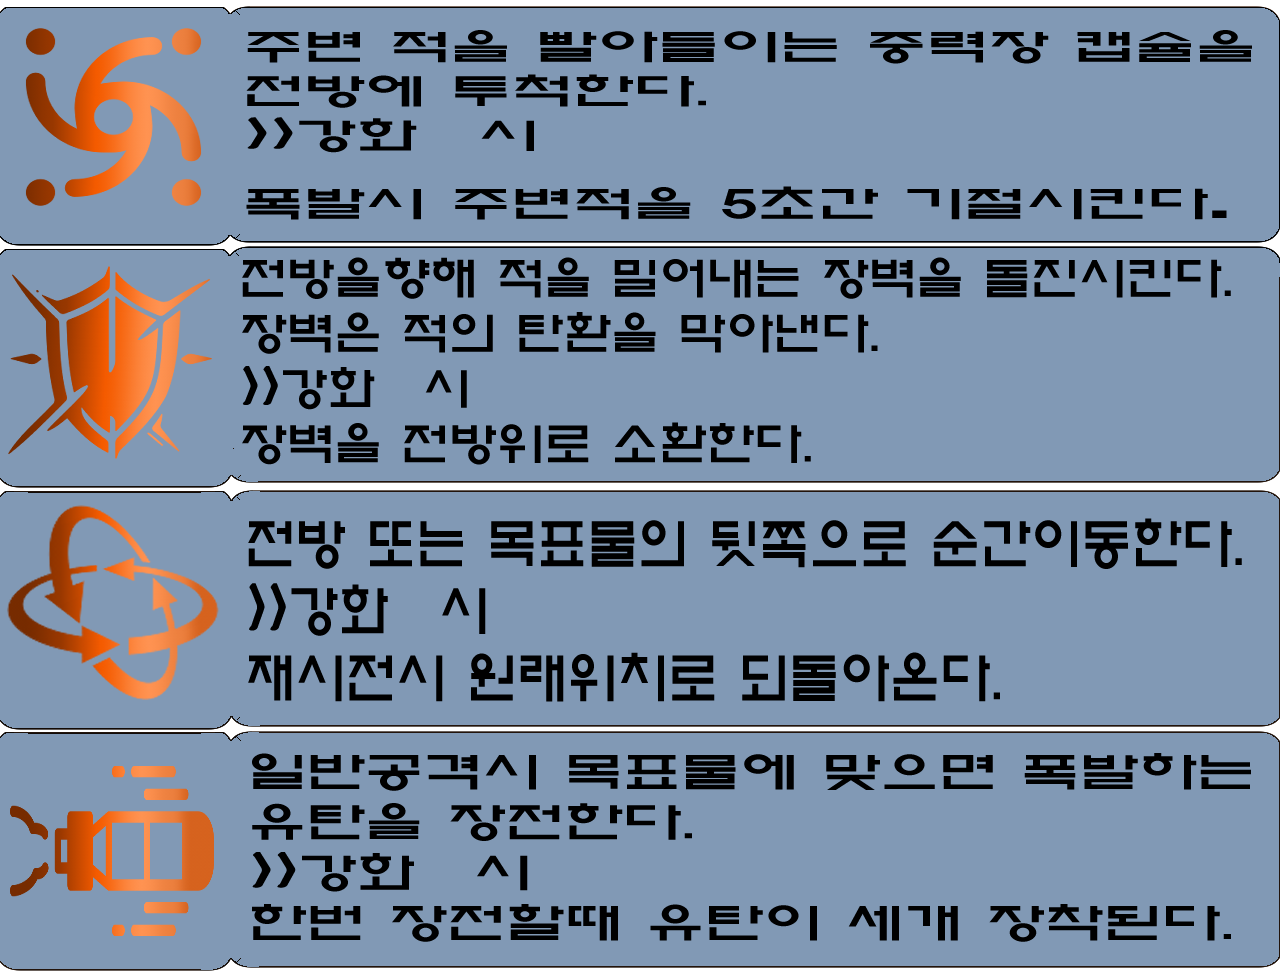 주변 적을 빨아들이는 중력장 캡슐을
전방에 투척한다.
>>강화 시
폭발시 주변적을 5초간 기절시킨다.
전방을향해 적을 밀어내는 장벽을 돌진시킨다.
장벽은 적의 탄환을 막아낸다.
>>강화 시
장벽을 전방위로 소환한다.
전방 또는 목표물의 뒷쪽으로 순간이동한다.
>>강화 시
재시전시 원래위치로 되돌아온다.
일반공격시 목표물에 맞으면 폭발하는
유탄을 장전한다.
>>강화 시
한번 장전할때 유탄이 세개 장착된다.